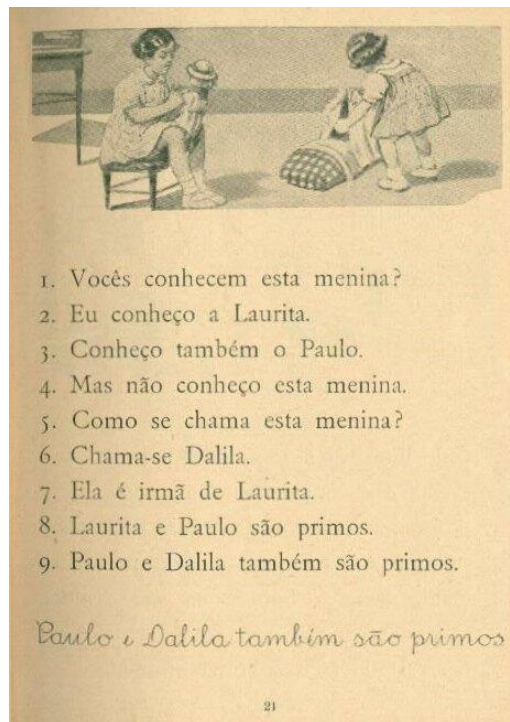 1. Vocês conhecem esta menina?
2. Eu conheço a Laurita.
3. Conheço também o Paulo.
4. Mas não conheço esta menina.
5. Como se chama esta menina?
6. Chama-se Dalila.
7. Ela é irmã de Laurita.
8. Laurita e Paulo são primos.
9. Paulo e Dalila também são primos.
Paulo e Dalila também são primos
21